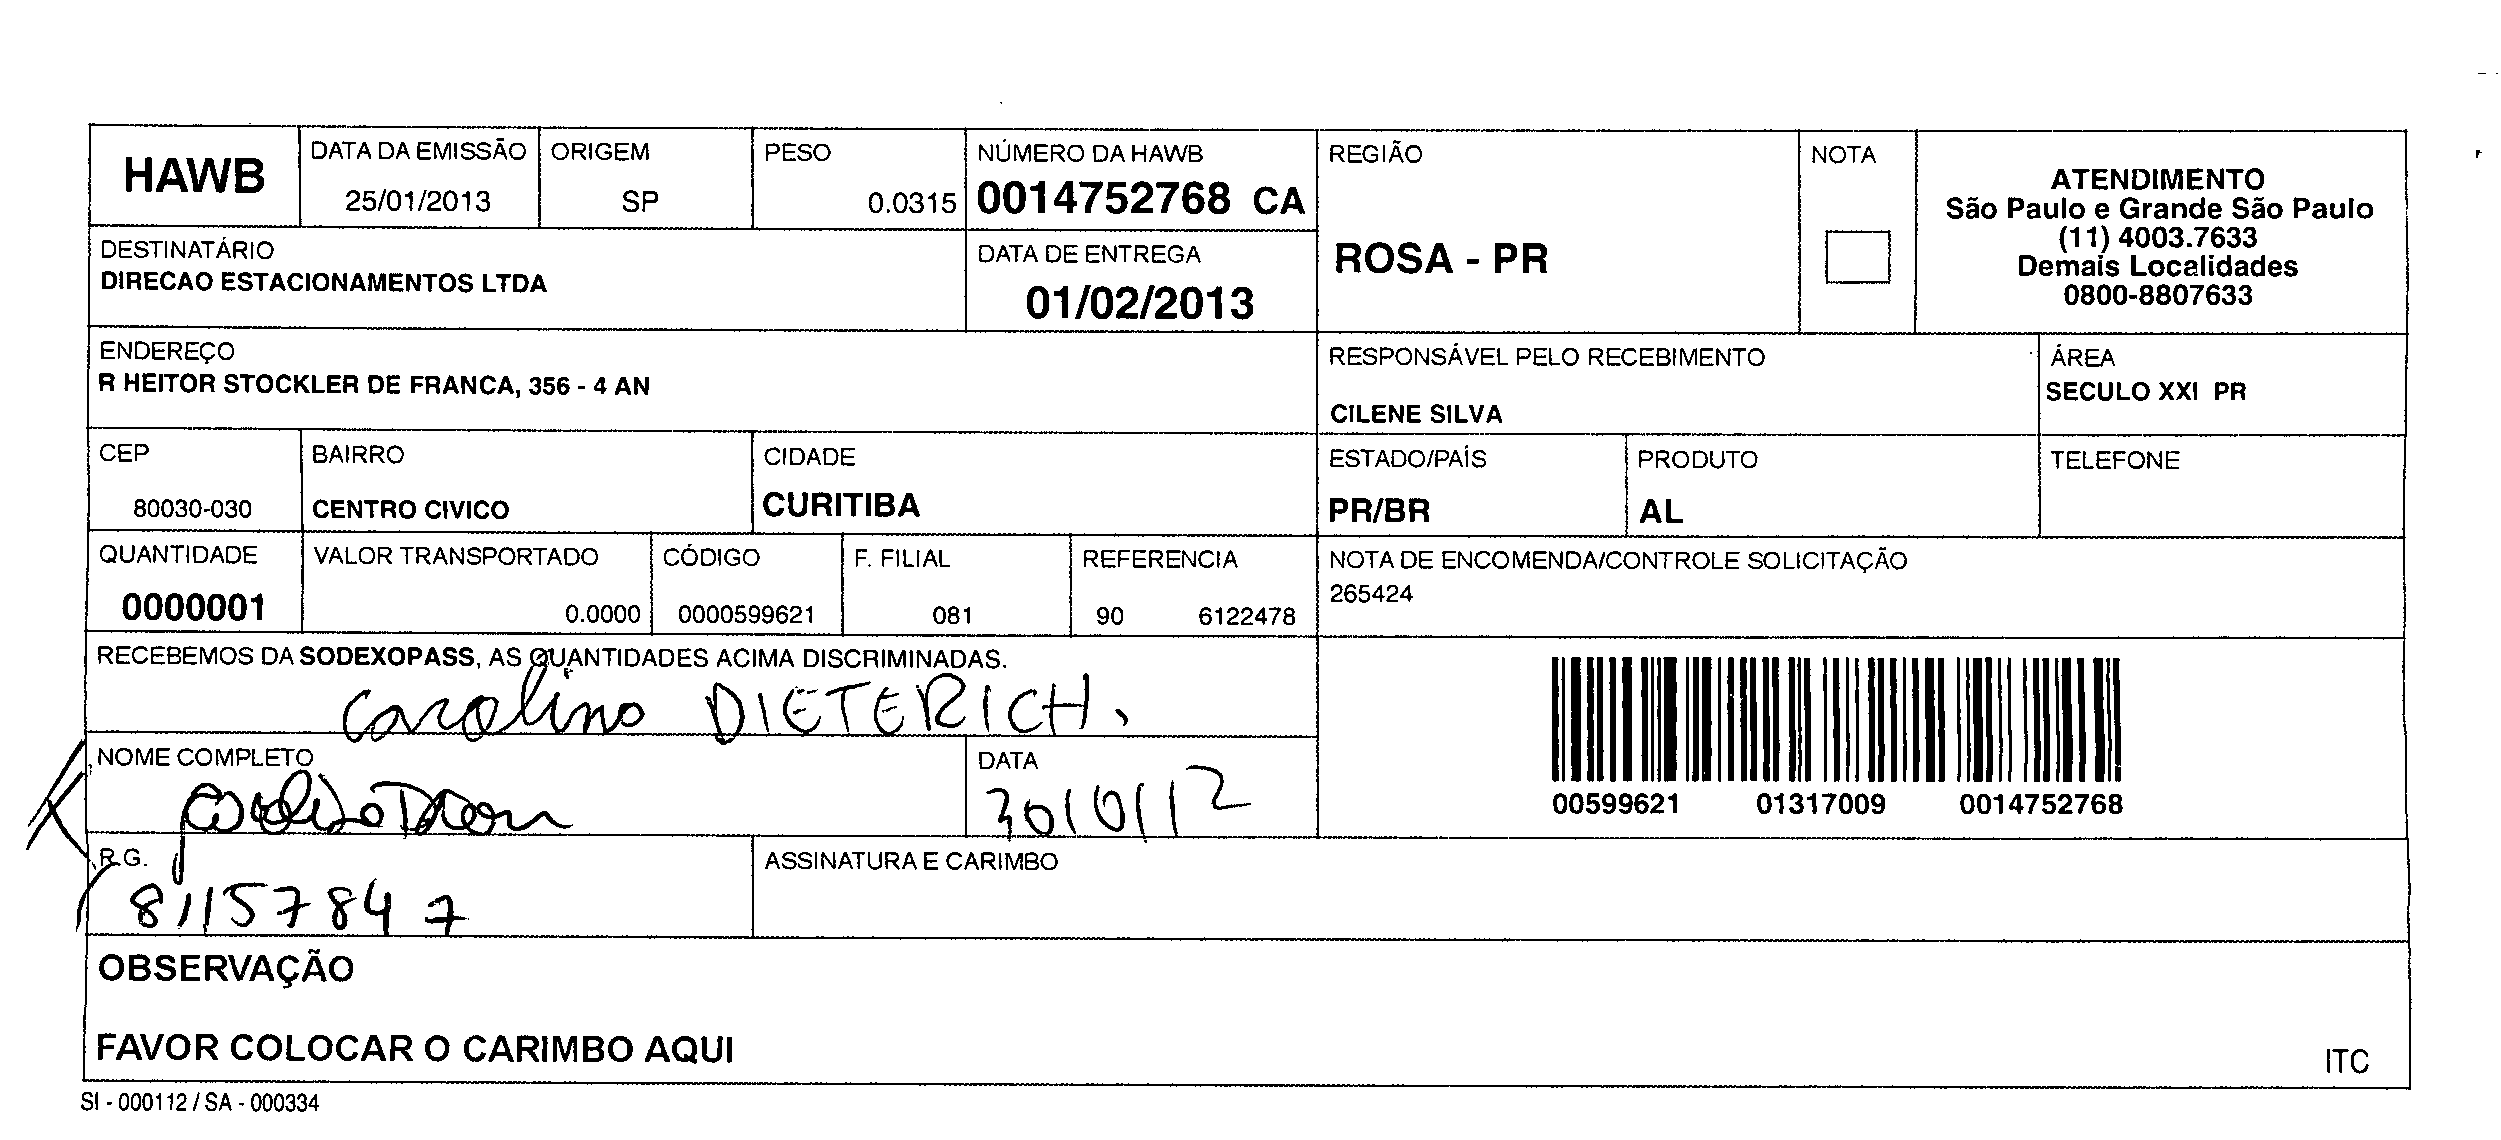 HAWB
DATA DA EMISSÃO
25/01/2013
ORIGEM
SP
PESO
0.0315
NÚMERO DA HAWB
0014752768 CA
REGIÃO
ROSA - PR
NOTA
ATENDIMENTO
São Paulo e Grande São Paulo
(11) 4003.7633
Demais Localidades
0800-8807633
DESTINATÁRIO
DIRECAO ESTACIONAMENTOS LTDA
DATA DE ENTREGA
01/02/2013
ENDEREÇO
R HEITOR STOCKLER DE FRANCA, 356 - 4 AN
RESPONSÁVEL PELO RECEBIMENTO
CILENE SILVA
ÁREA
SECULO XXI PR
CEP
80030-030
BAIRRO
CENTRO CIVICO
CIDADE
CURITIBA
ESTADO/PAÍS
PR/BR
PRODUTO
AL
TELEFONE
QUANTIDADE
0000001
VALOR TRANSPORTADO
0.0000
CÓDIGO
0000599621
F. FILIAL
081
REFERENCIA
90 6122478
NOTA DE ENCOMENDA/CONTROLE SOLICITAÇÃO
265424
RECEBEMOS DA SODEXOPASS, AS QUANTIDADES ACIMA DISCRIMINADAS.
Carolina DIETERICH.
NOME COMPLETO
DATA
30/01/12
00599621 01317009 0014752768
R.G.
81157847
ASSINATURA E CARIMBO
OBSERVAÇÃO
FAVOR COLOCAR O CARIMBO AQUI
ITC
SI - 000112 / SA - 000334